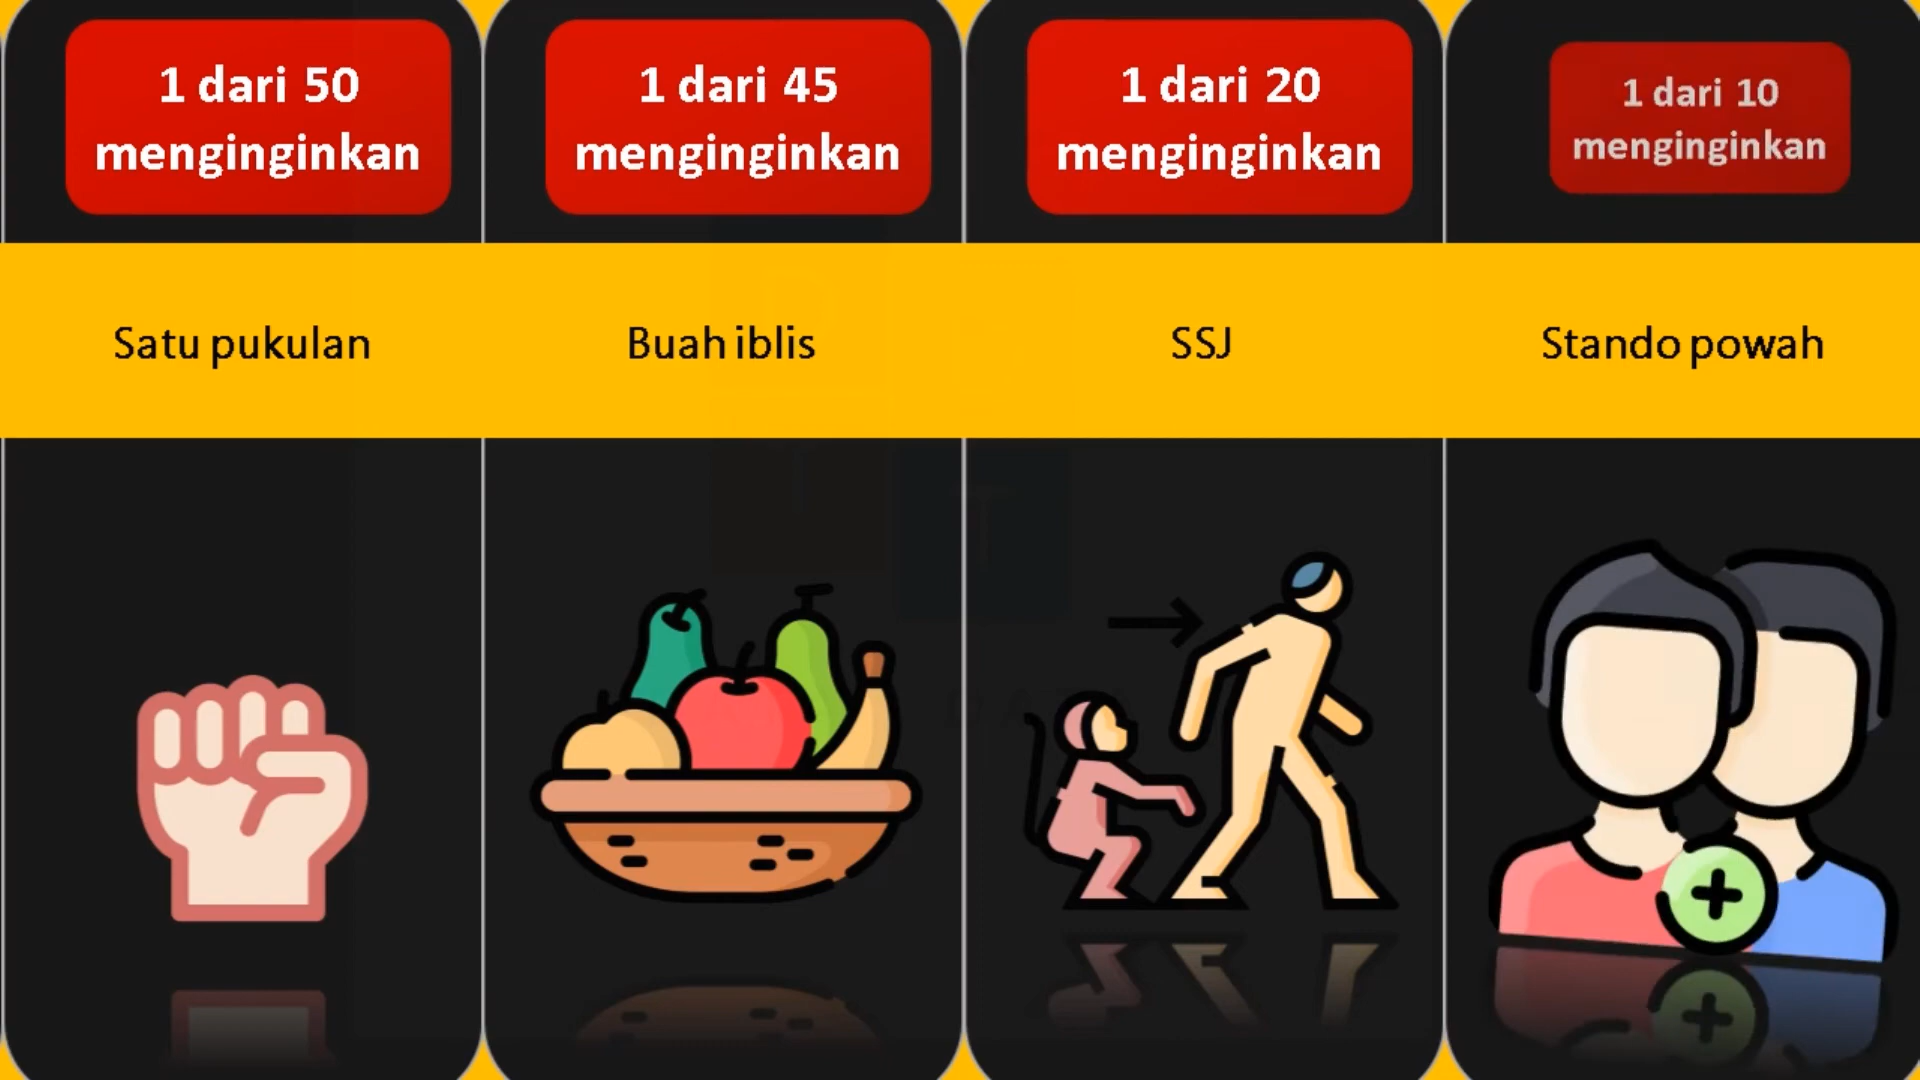 1 dari 50
menginginkan
1 dari 45
menginginkan
1 dari 20
menginginkan
1 dari 10
menginginkan
Satu pukulan
Buah iblis
SSJ
Stando powah